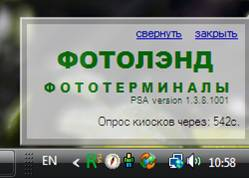 свернуть закрыть
ФОТОЛЭНД
ФОТОТЕРМИНАЛЫ
PSA version 1.3.8.1001
Опрос киосков через: 542с.
EN < R 10:58